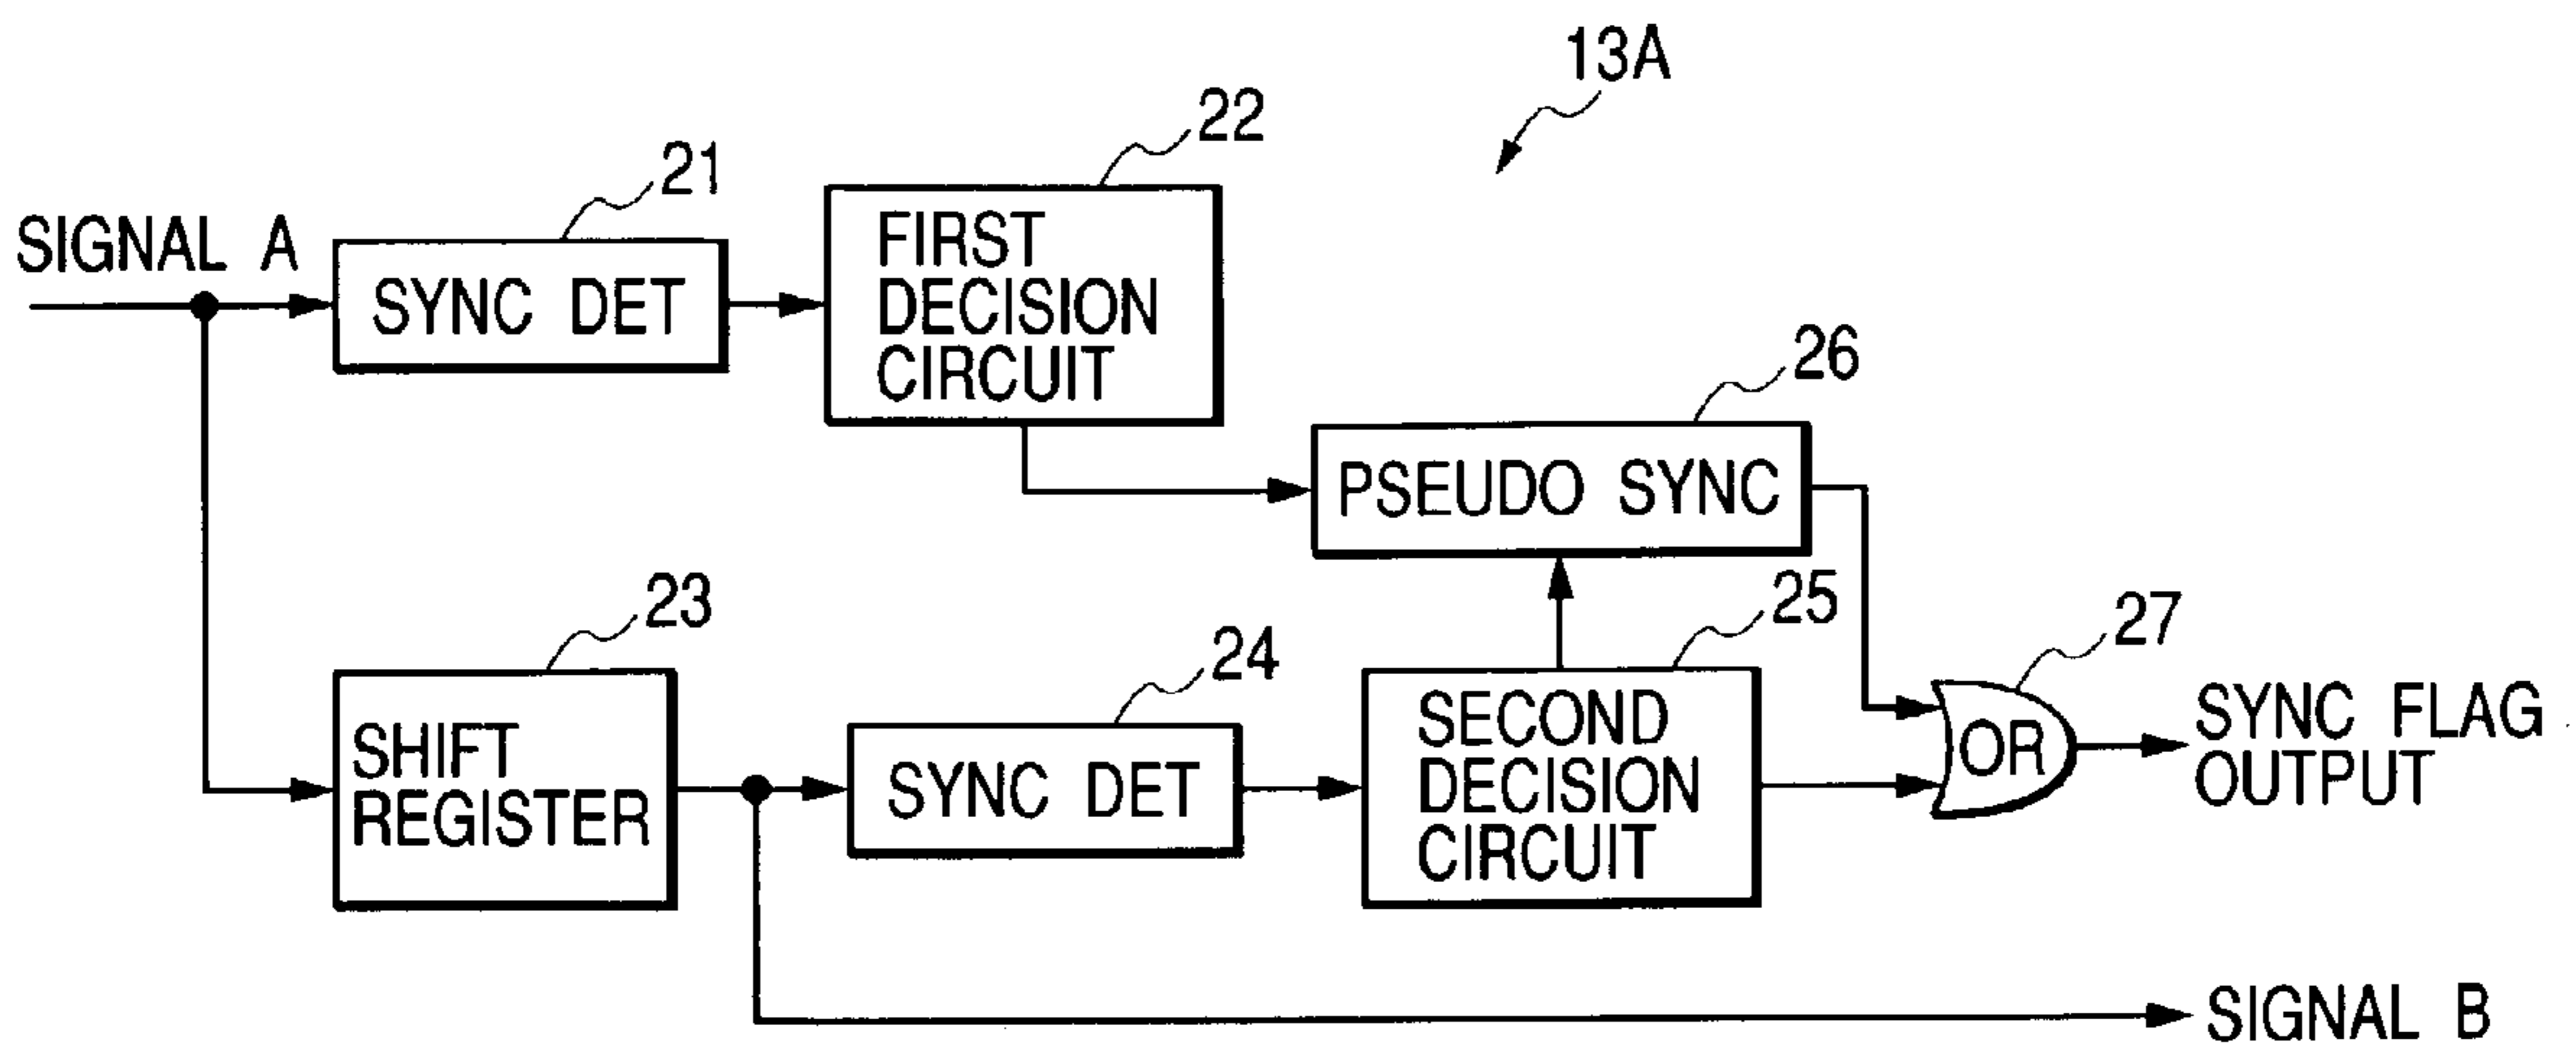 13A
22
21
SIGNAL A
SYNC DET
FIRST
DECISION
CIRCUIT
26
PSEUDO SYNC
23
24
25
27
SHIFT
REGISTER
SYNC DET
SECOND
DECISION
CIRCUIT
OR
SYNC FLAG
OUTPUT
SIGNAL B